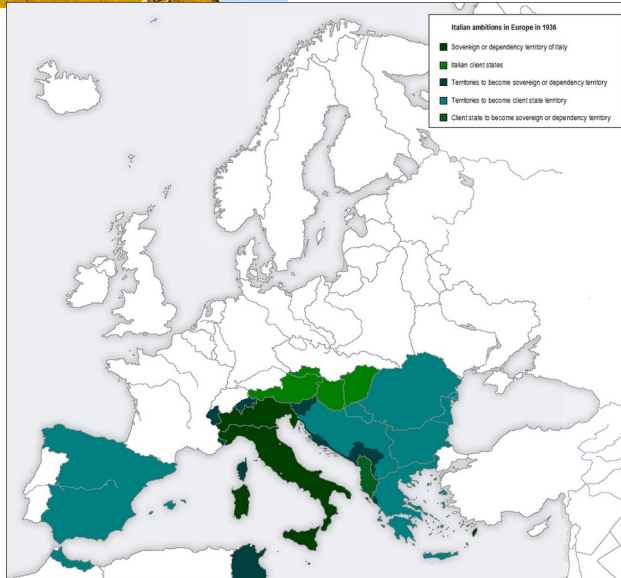 Italian ambitions in Europe in 1936
Sovereign or dependency territory of Italy
Italian client states
Territories to become sovereign or dependency territory
Territories to become client state territory
Client state to become sovereign or dependency territory